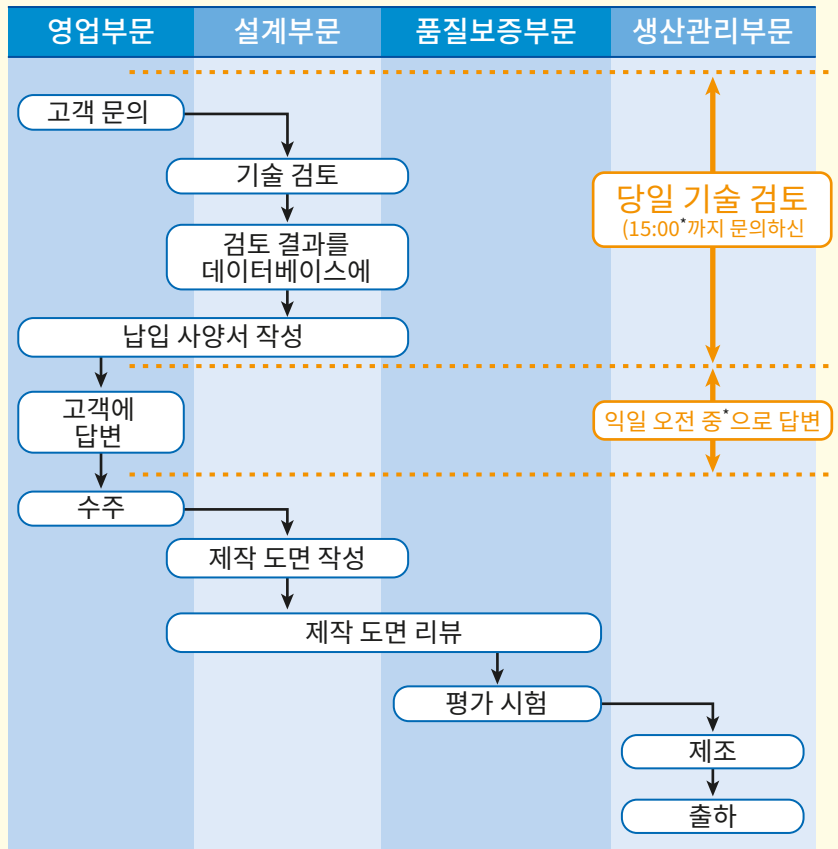 영업부문
설계부문
품질보증부문
생산관리부문
고객 문의
기술 검토
당일 기술 검토
(15:00*까지 문의하신
검토 결과를
데이터베이스에
납입 사양서 작성
고객에
답변
익일 오전 중*으로 답변
수주
제작 도면 작성
제작 도면 리뷰
평가 시험
제조
출하